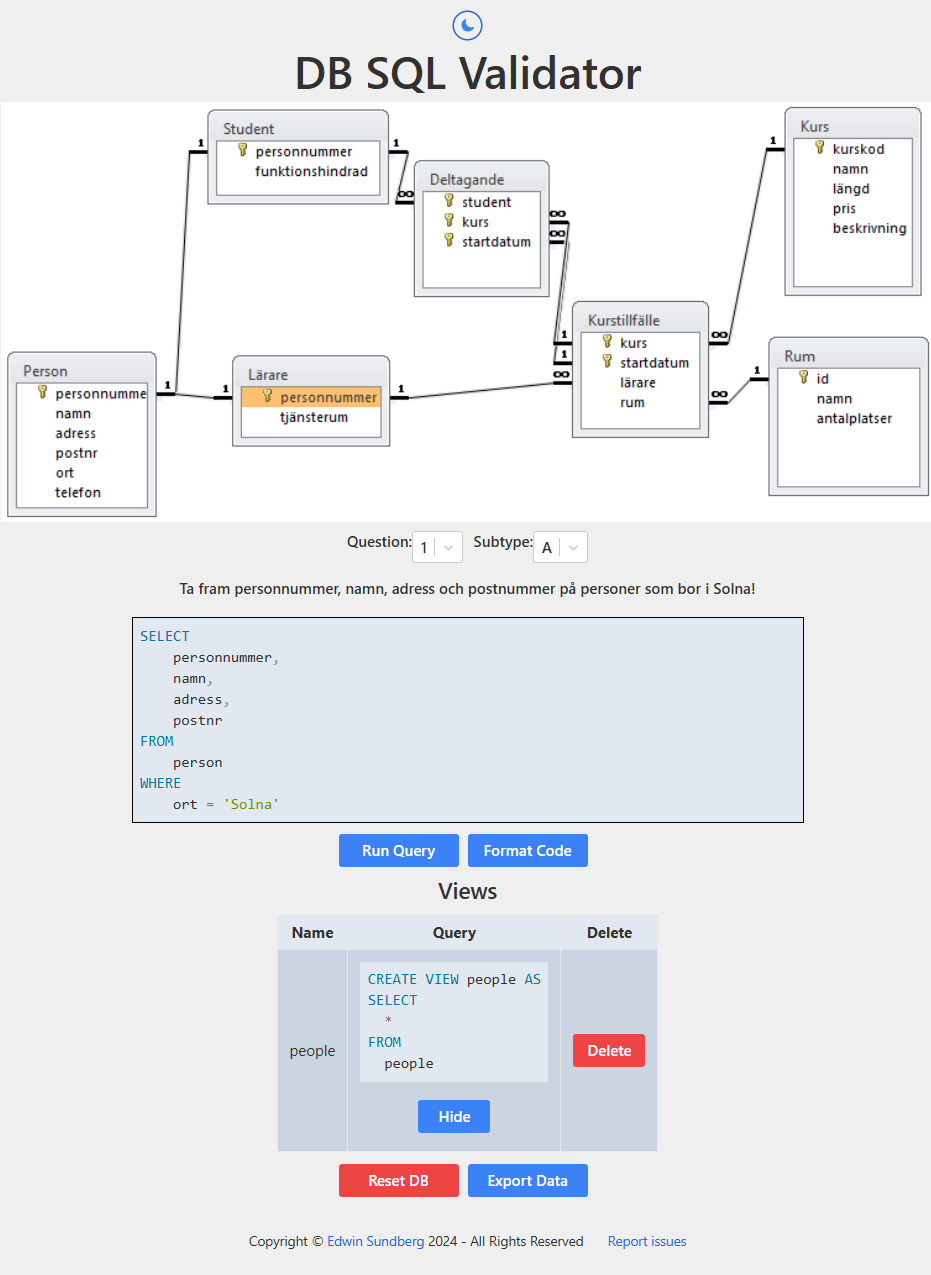 DB SQL Validator
Student
personnummer
funktionshindrad
1
1
∞
Deltagande
student
kurs
startdatum
∞
∞
Kurs
kurskod
namn
längd
pris
beskrivning
1
Kurstillfälle
kurs
startdatum
lärare
rum
1
1
∞
∞
∞
Rum
id
namn
antalplatser
1
Person
personnumme
namn
adress
postnr
ort
telefon
1
Lärare
personnummer
tjänsterum
1
1
Question: 1 Subtype: A
Ta fram personnummer, namn, adress och postnummer på personer som bor i Solna!
SELECT
personnummer,
namn,
adress,
postnr
FROM
person
WHERE
ort = 'Solna'
Run Query Format Code
Views
Name Query Delete
people
CREATE VIEW people AS
SELECT
*
FROM
people
Hide
Delete
Reset DB Export Data
Copyright © Edwin Sundberg 2024 - All Rights Reserved Report issues